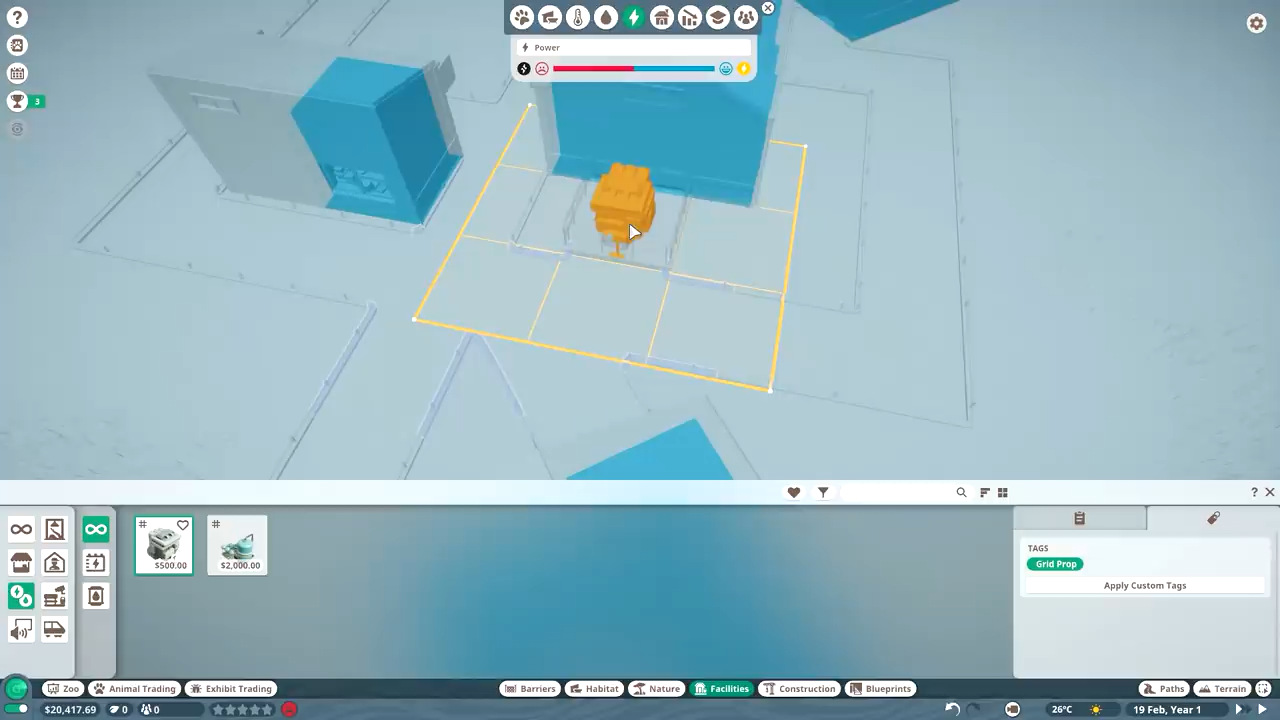 ?
Power
3
?
# $500.00
# $2,000.00
TAGS
Grid Prop
Apply Custom Tags
Zoo
Animal Trading
Exhibit Trading
Barriers
Habitat
Nature
Facilities
Construction
Blueprints
Paths
Terrain
$20,417.69
0
0
26°C
19 Feb, Year 1